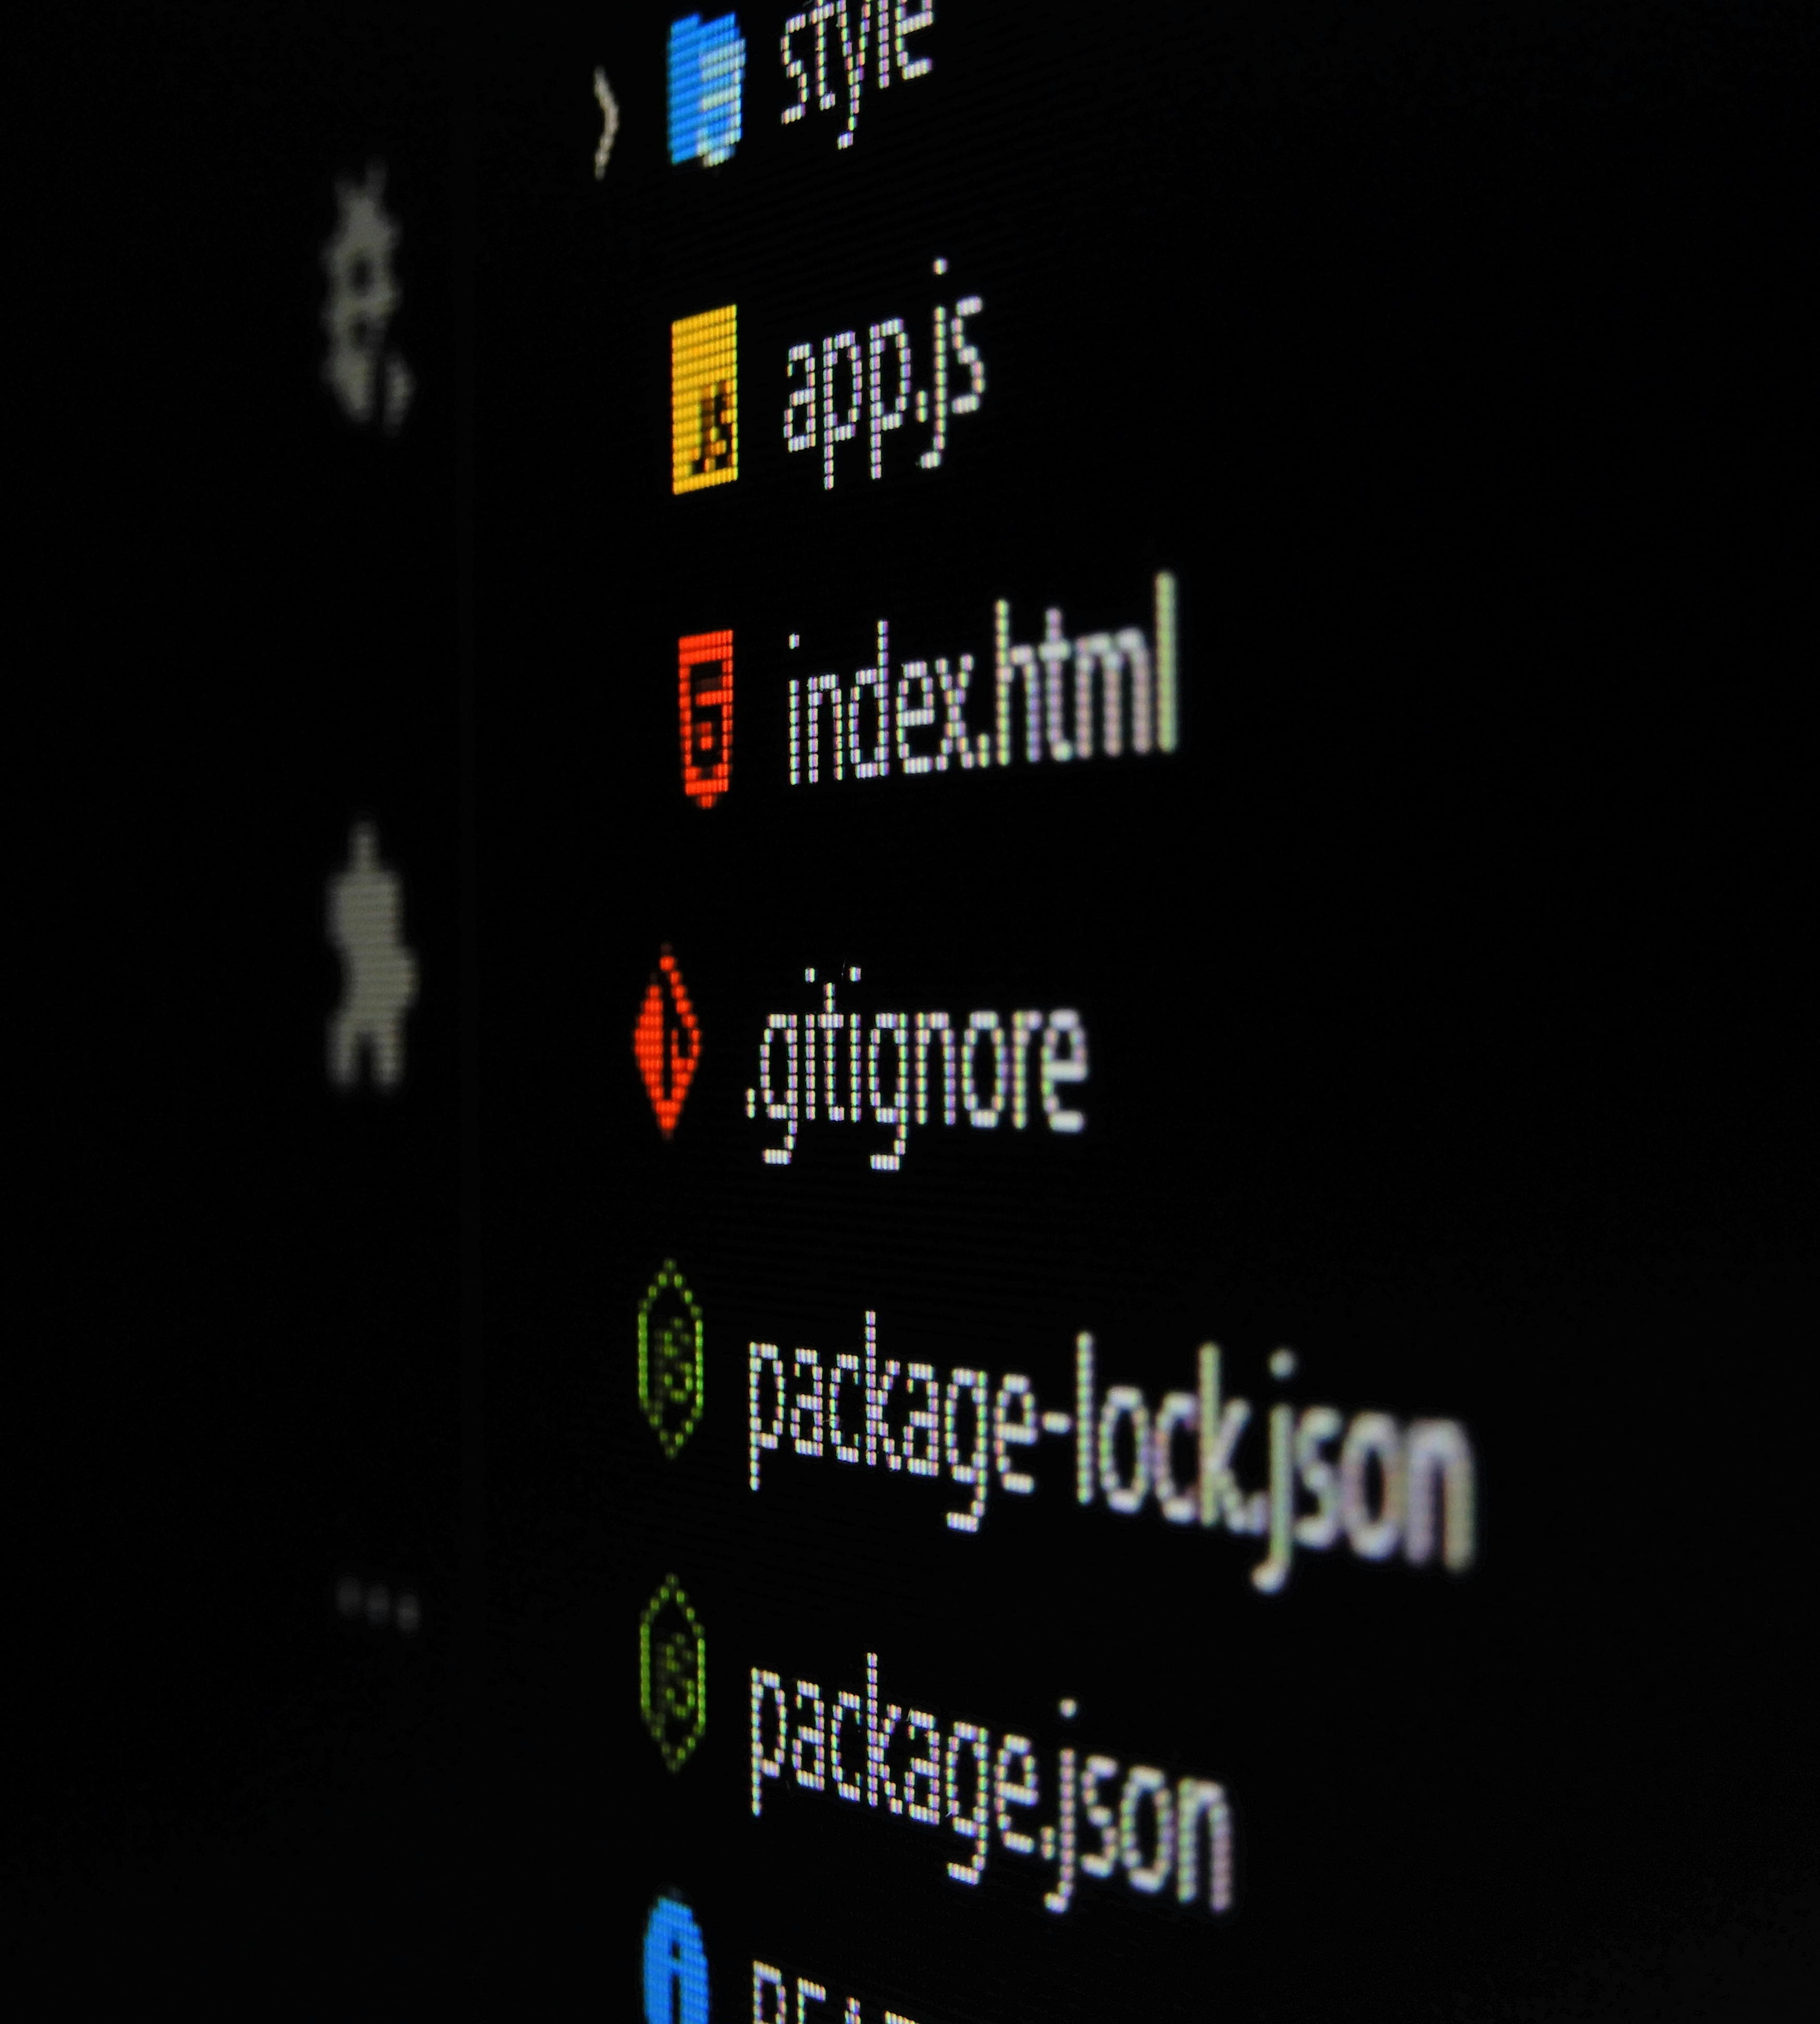 style
app.js
index.html
.gitignore
package-lock.json
package.json